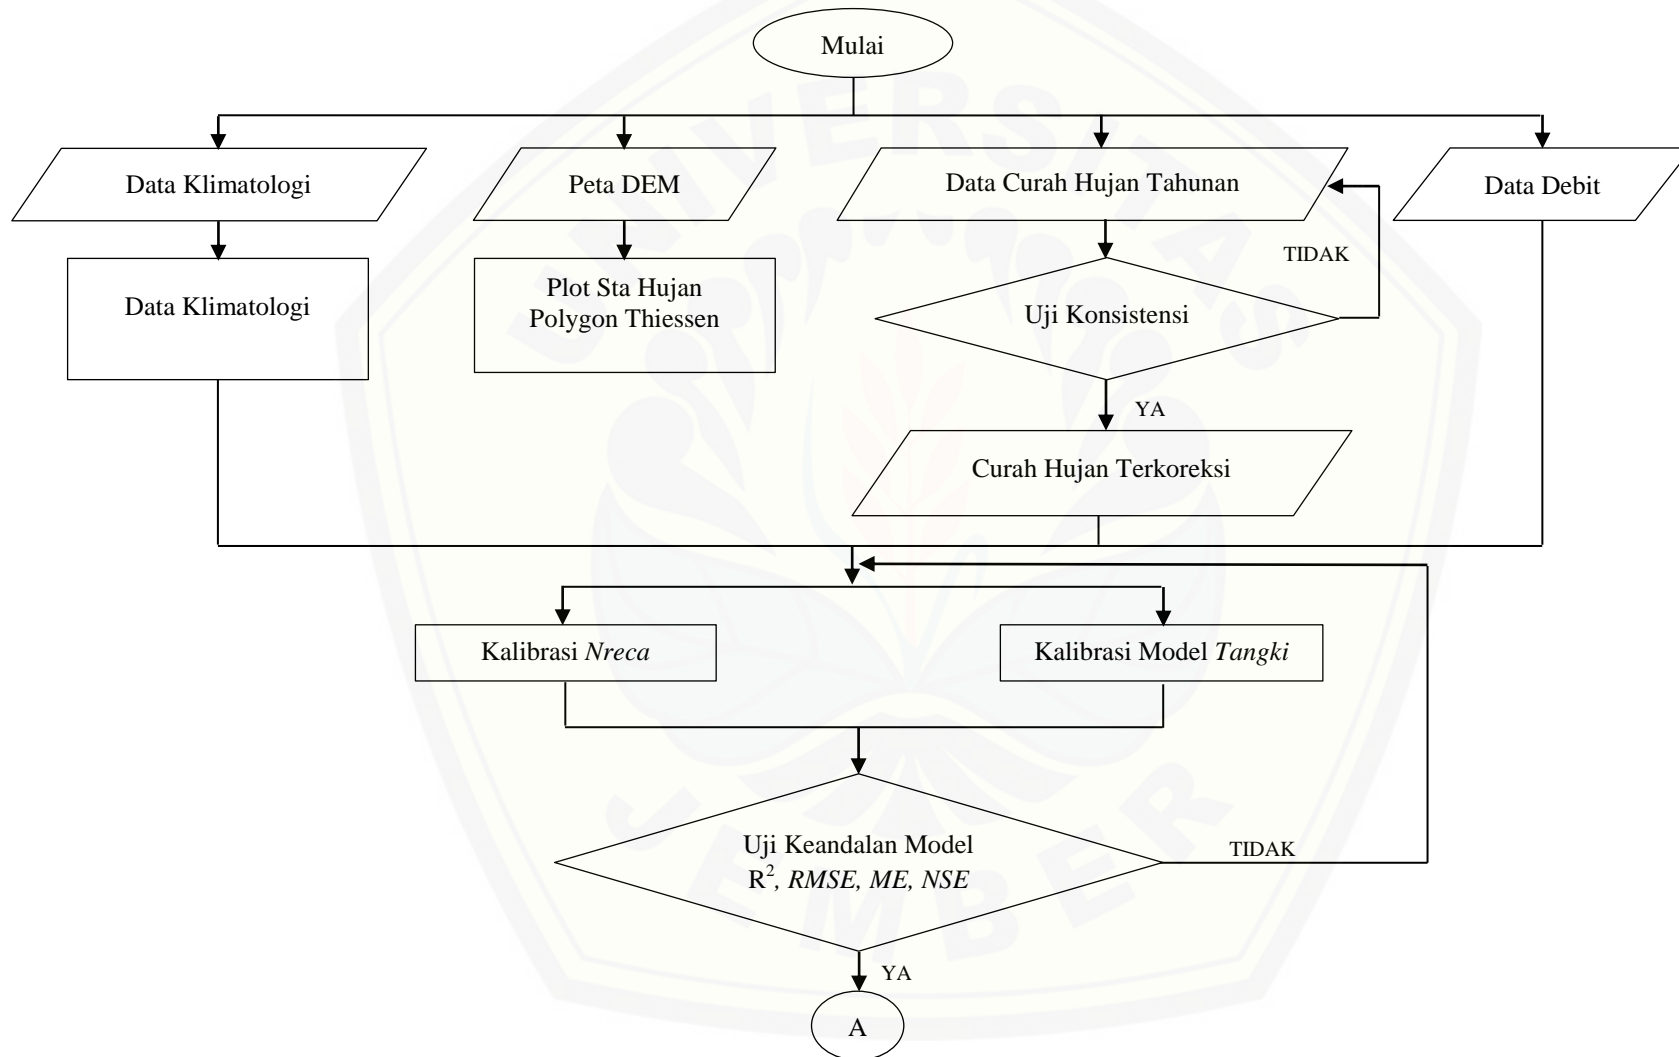 Mulai
Data Klimatologi
Peta DEM
Data Curah Hujan Tahunan
Data Debit
TIDAK
Data Klimatologi
Plot Sta Hujan
Polygon Thiessen
Uji Konsistensi
YA
Curah Hujan Terkoreksi
Kalibrasi Nreca
Kalibrasi Model Tangki
Uji Keandalan Model
R², RMSE, ME, NSE
TIDAK
YA
A
UNIVERSITAS
JEMBER